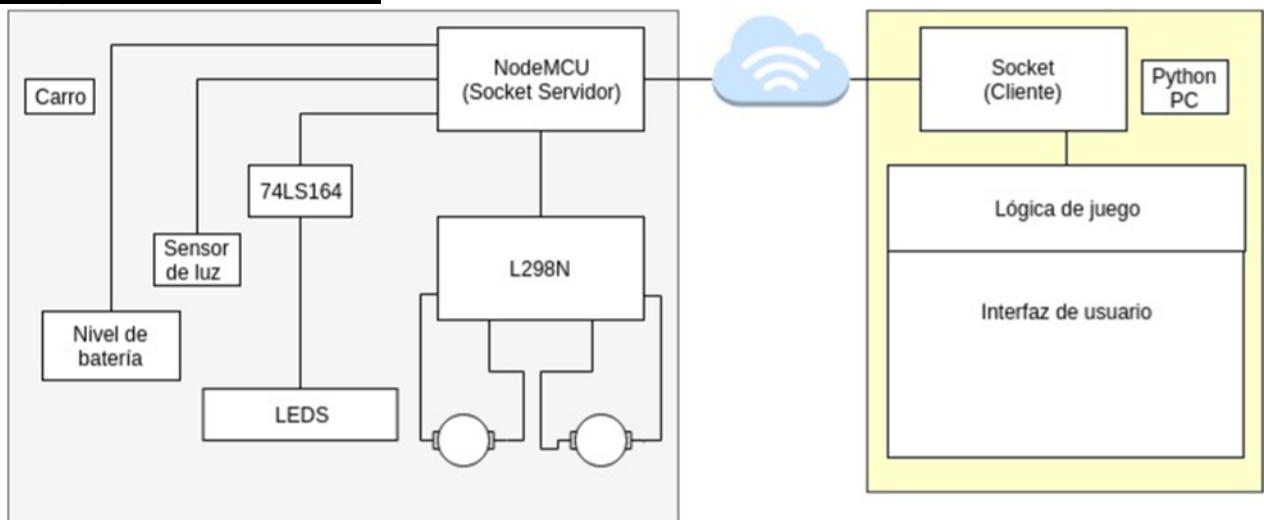 Carro
NodeMCU
(Socket Servidor)
74LS164
Sensor
de luz
L298N
Nivel de
batería
LEDS
Socket
(Cliente)
Python
PC
Lógica de juego
Interfaz de usuario